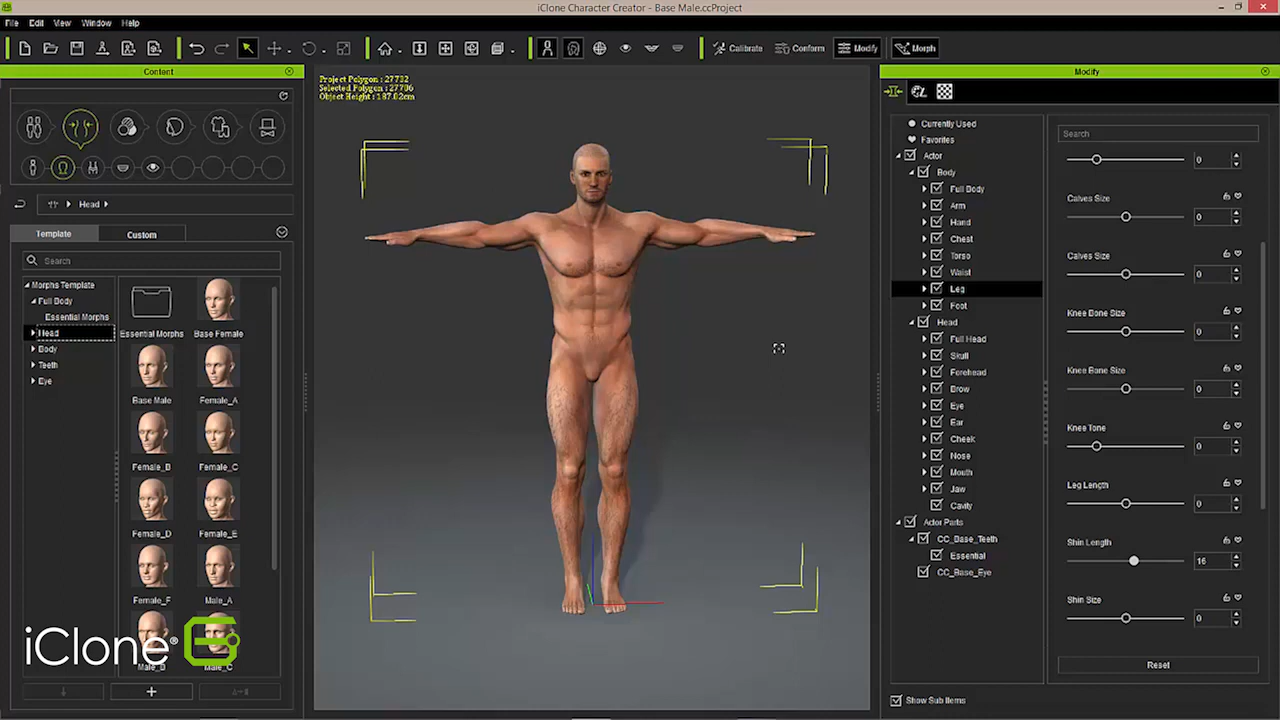 iClone Character Creator - Base Male.ccProject
File Edit View Window Help
Calibrate Conform Modify Morph
Content
Head
Template Custom
Search
Morphs Template
Full Body
Essential Morphs
Head
Body
Teeth
Eye
Essential Morphs Base Female
Base Male Female_A
Female_B Female_C
Female_D Female_E
Female_F Male_A
Male_B Male_C
iClone®
Project Polygon : 27732
Selected Polygon : 27706
Object Height : 187.02cm
Modify
Currently Used
Favorites
Actor
Body
Full Body
Arm
Hand
Chest
Torso
Waist
Leg
Foot
Head
Full Head
Skull
Forehead
Brow
Eye
Ear
Cheek
Nose
Mouth
Jaw
Cavity
Actor Parts
CC_Base_Teeth
Essential
CC_Base_Eye
Show Sub Items
Search
0
Calves Size
0
Calves Size
0
Knee Bone Size
0
Knee Bone Size
0
Knee Tone
0
Leg Length
0
Shin Length
16
Shin Size
0
Reset